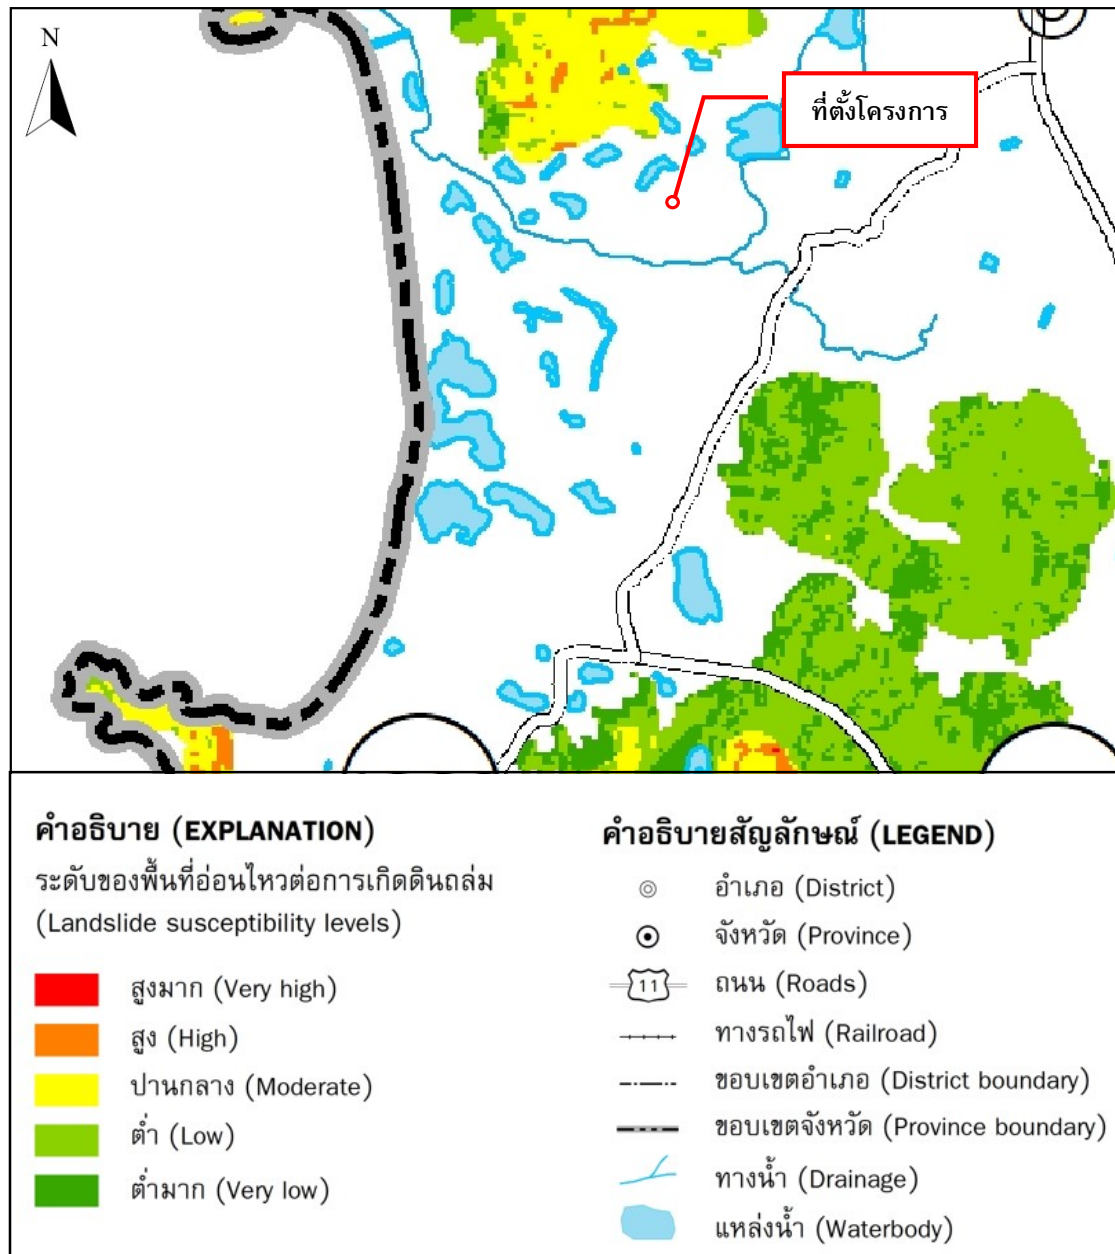 N
ที่ตั้งโครงการ
คำอธิบาย (EXPLANATION)
ระดับของพื้นที่อ่อนไหวต่อการเกิดดินถล่ม
(Landslide susceptibility levels)
สูงมาก (Very high)
สูง (High)
ปานกลาง (Moderate)
ต่ำ (Low)
ต่ำมาก (Very low)
คำอธิบายสัญลักษณ์ (LEGEND)
อำเภอ (District)
จังหวัด (Province)
11 ถนน (Roads)
ทางรถไฟ (Railroad)
ขอบเขตอำเภอ (District boundary)
ขอบเขตจังหวัด (Province boundary)
ทางน้ำ (Drainage)
แหล่งน้ำ (Waterbody)